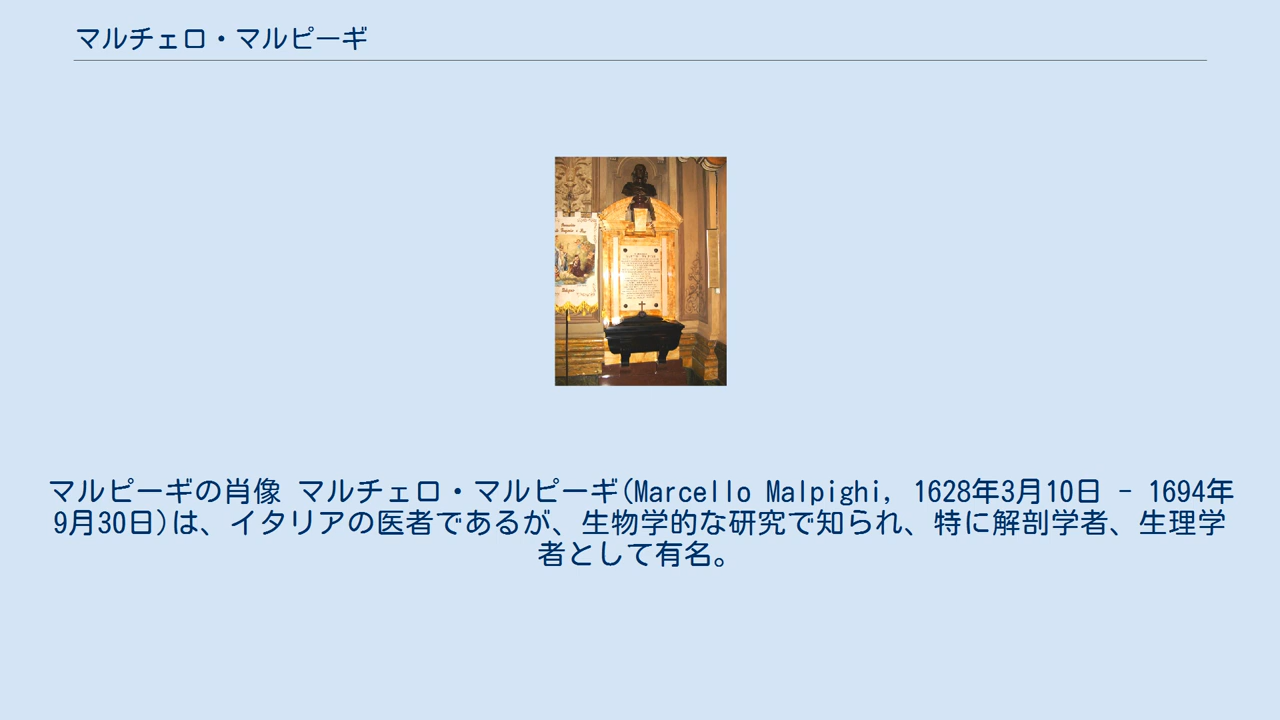 マルチェロ・マルピーギ
マルピーギの肖像 マルチェロ・マルピーギ(Marcello Malpighi, 1628年3月10日 - 1694年
9月30日)は、イタリアの医者であるが、生物学的な研究で知られ、特に解剖学者、生理学
者として有名。